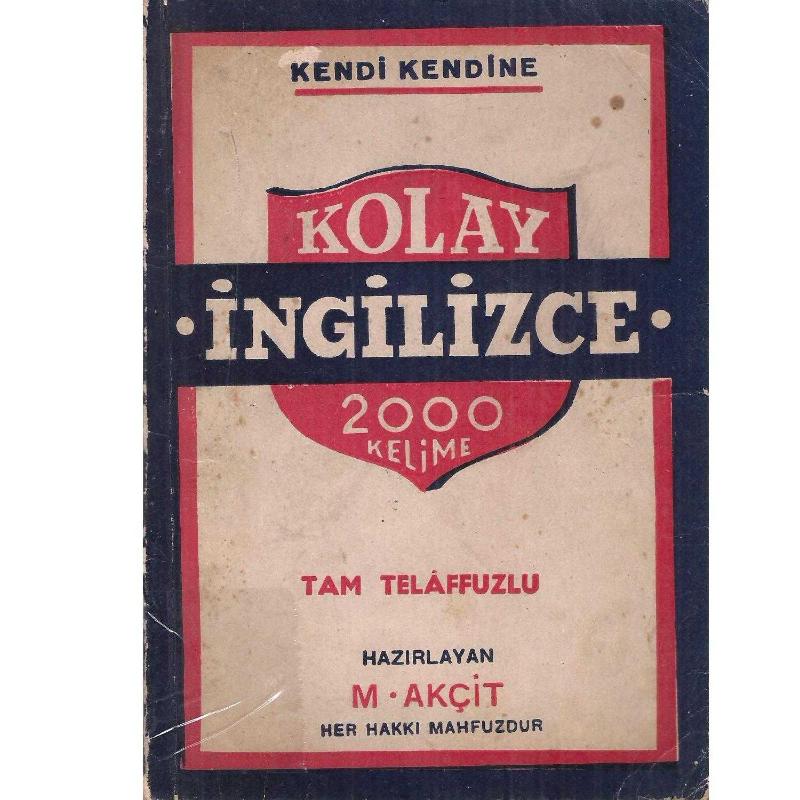 KENDİ KENDİNE
KOLAY
·İNGİLİZCE·
2000
KELİME
TAM TELÂFFUZLU
HAZIRLAYAN
M·AKÇİT
HER HAKKI MAHFUZDUR